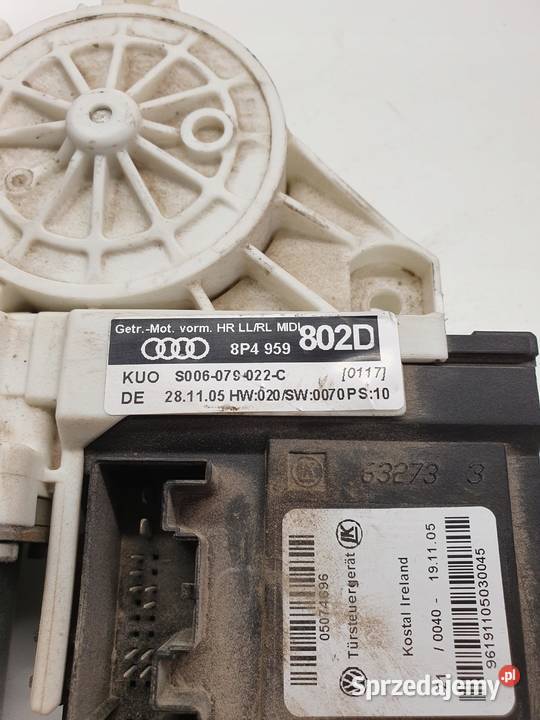 Getr.-Mot. vorm. HR LL/RL MIDI
8P4 959 802D
KUO S006-079-022-C [0117]
DE 28.11.05 HW:020/SW:0070 PS:10
63273 3
Türsteuergerät
05074696
Kostal Ireland
/ 0040 - 19.11.05
96191105030045
Sprzedajemy.pl